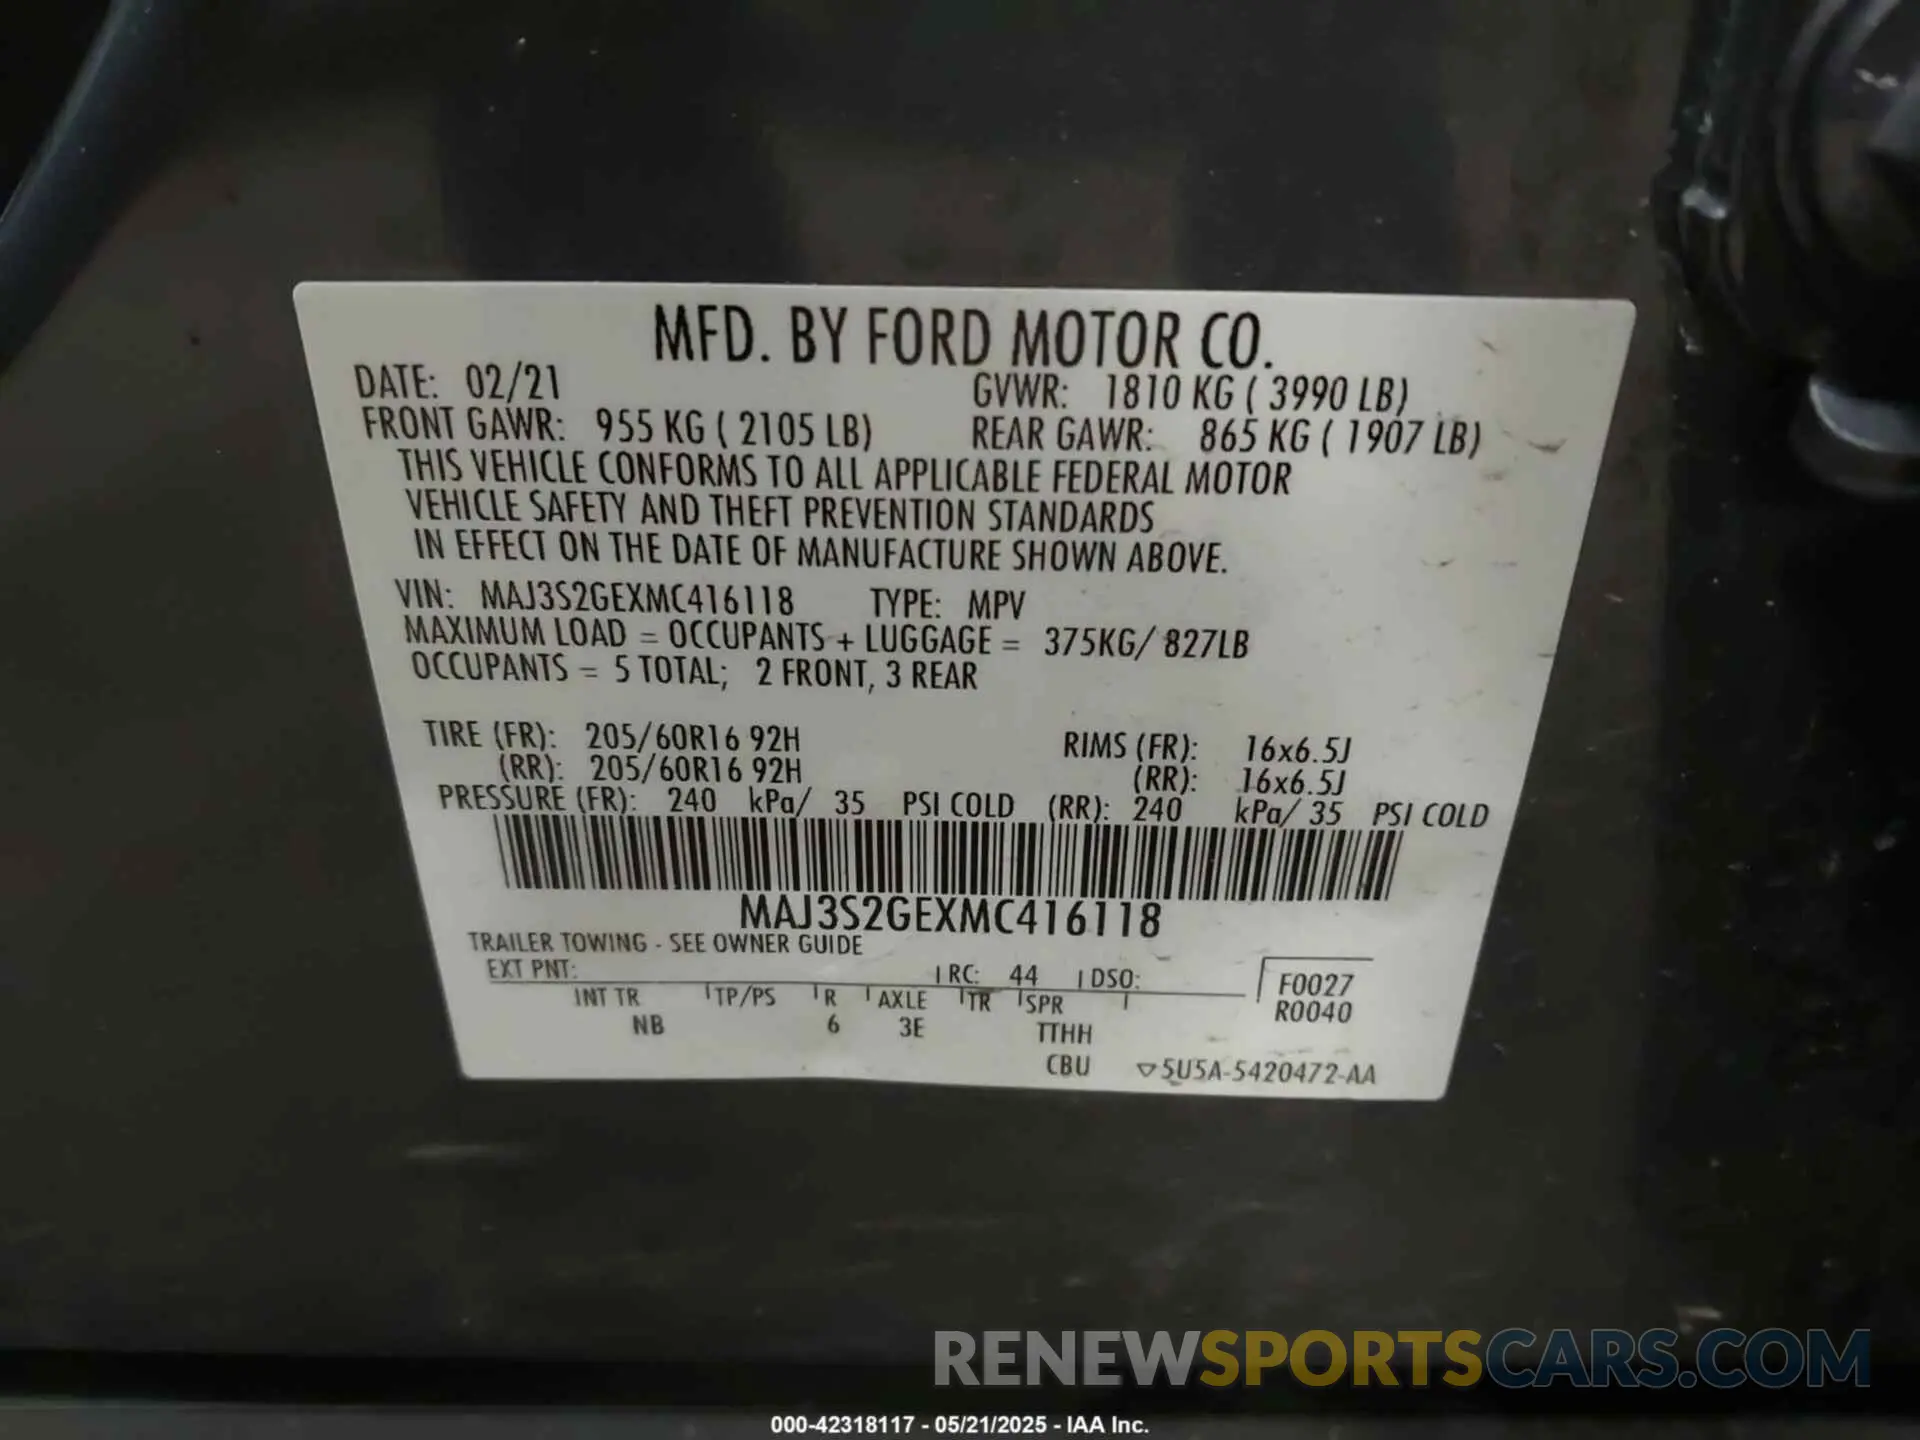 MFD. BY FORD MOTOR CO.
DATE: 02/21 GVWR: 1810 KG ( 3990 LB)
FRONT GAWR: 955 KG ( 2105 LB) REAR GAWR: 865 KG ( 1907 LB)
THIS VEHICLE CONFORMS TO ALL APPLICABLE FEDERAL MOTOR
VEHICLE SAFETY AND THEFT PREVENTION STANDARDS
IN EFFECT ON THE DATE OF MANUFACTURE SHOWN ABOVE.
VIN: MAJ3S2GEXMC416118 TYPE: MPV
MAXIMUM LOAD = OCCUPANTS + LUGGAGE = 375KG/ 827LB
OCCUPANTS = 5 TOTAL; 2 FRONT, 3 REAR
TIRE (FR): 205/60R16 92H RIMS (FR): 16x6.5J
(RR): 205/60R16 92H (RR): 16x6.5J
PRESSURE (FR): 240 kPa/ 35 PSI COLD (RR): 240 kPa/ 35 PSI COLD
MAJ3S2GEXMC416118
TRAILER TOWING - SEE OWNER GUIDE
EXT PNT: RC: 44 DSO: F0027
INT TR TP/PS R AXLE TR SPR R0040
NB 6 3E TTHH
CBU ▽5U5A-5420472-AA
RENEWSPORTSCARS.COM
000-42318117 - 05/21/2025 - IAA Inc.